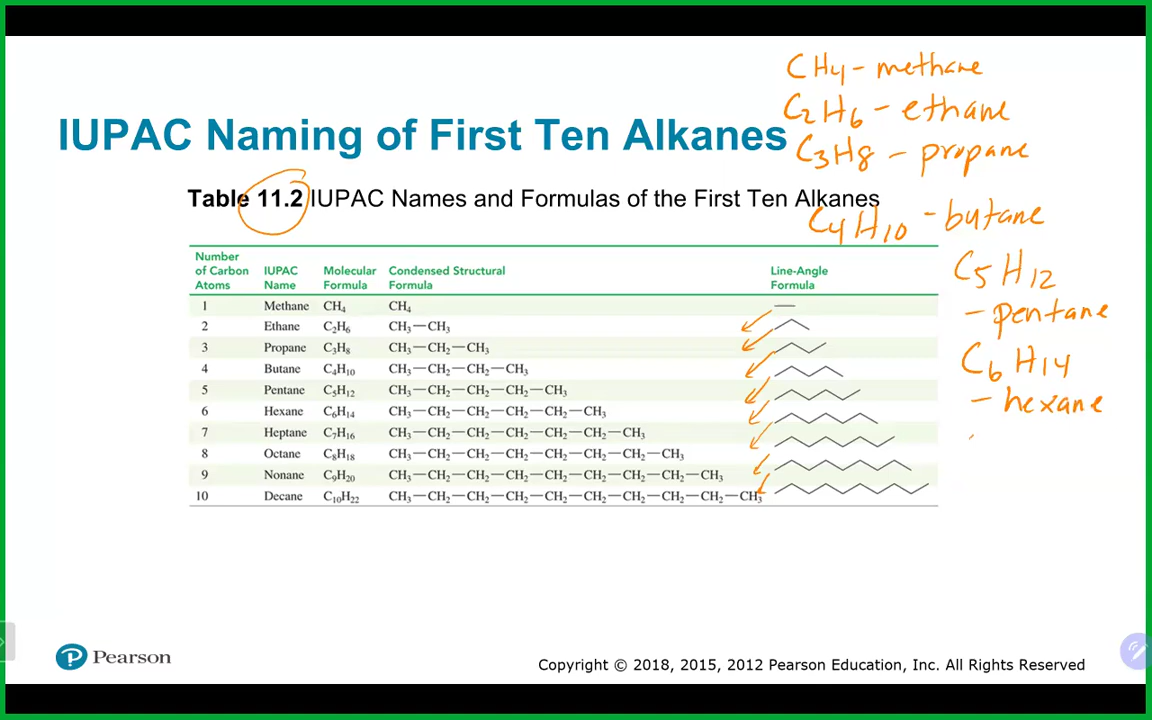 CH4 - methane
C2H6 - ethane
IUPAC Naming of First Ten Alkanes
C3H8 - propane
Table 11.2 IUPAC Names and Formulas of the First Ten Alkanes
C4H10 - butane
Number of Carbon Atoms IUPAC Name Molecular Formula Condensed Structural Formula Line-Angle Formula
1 Methane CH₄ CH₄
2 Ethane C₂H₆ CH₃—CH₃
3 Propane C₃H₈ CH₃—CH₂—CH₃
4 Butane C₄H₁₀ CH₃—CH₂—CH₂—CH₃
5 Pentane C₅H₁₂ CH₃—CH₂—CH₂—CH₂—CH₃
6 Hexane C₆H₁₄ CH₃—CH₂—CH₂—CH₂—CH₂—CH₃
7 Heptane C₇H₁₆ CH₃—CH₂—CH₂—CH₂—CH₂—CH₂—CH₃
8 Octane C₈H₁₈ CH₃—CH₂—CH₂—CH₂—CH₂—CH₂—CH₂—CH₃
9 Nonane C₉H₂₀ CH₃—CH₂—CH₂—CH₂—CH₂—CH₂—CH₂—CH₂—CH₃
10 Decane C₁₀H₂₂ CH₃—CH₂—CH₂—CH₂—CH₂—CH₂—CH₂—CH₂—CH₂—CH₃
C5H12
- pentane
C6H14
- hexane
Pearson
Copyright © 2018, 2015, 2012 Pearson Education, Inc. All Rights Reserved